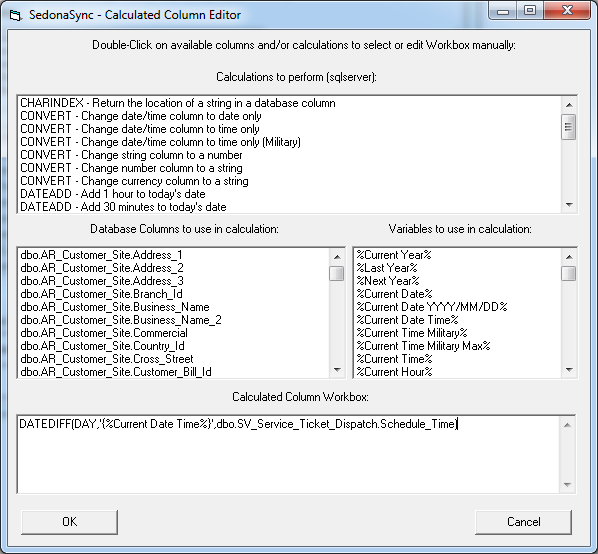 SedonaSync - Calculated Column Editor
Double-Click on available columns and/or calculations to select or edit Workbox manually:
Calculations to perform (sqlserver):
CHARINDEX - Return the location of a string in a database column
CONVERT - Change date/time column to date only
CONVERT - Change date/time column to time only
CONVERT - Change date/time column to time only (Military)
CONVERT - Change string column to a number
CONVERT - Change number column to a string
CONVERT - Change currency column to a string
DATEADD - Add 1 hour to today's date
DATEADD - Add 30 minutes to today's date
Database Columns to use in calculation:
dbo.AR_Customer_Site.Address_1
dbo.AR_Customer_Site.Address_2
dbo.AR_Customer_Site.Address_3
dbo.AR_Customer_Site.Branch_Id
dbo.AR_Customer_Site.Business_Name
dbo.AR_Customer_Site.Business_Name_2
dbo.AR_Customer_Site.Commercial
dbo.AR_Customer_Site.Country_Id
dbo.AR_Customer_Site.Cross_Street
dbo.AR_Customer_Site.Customer_Bill_Id
Variables to use in calculation:
%Current Year%
%Last Year%
%Next Year%
%Current Date%
%Current Date YYYY/MM/DD%
%Current Date Time%
%Current Time Military%
%Current Time Military Max%
%Current Time%
%Current Hour%
Calculated Column Workbox:
DATEDIFF(DAY,'{%Current Date Time%}',dbo.SV_Service_Ticket_Dispatch.Schedule_Time)
OK
Cancel